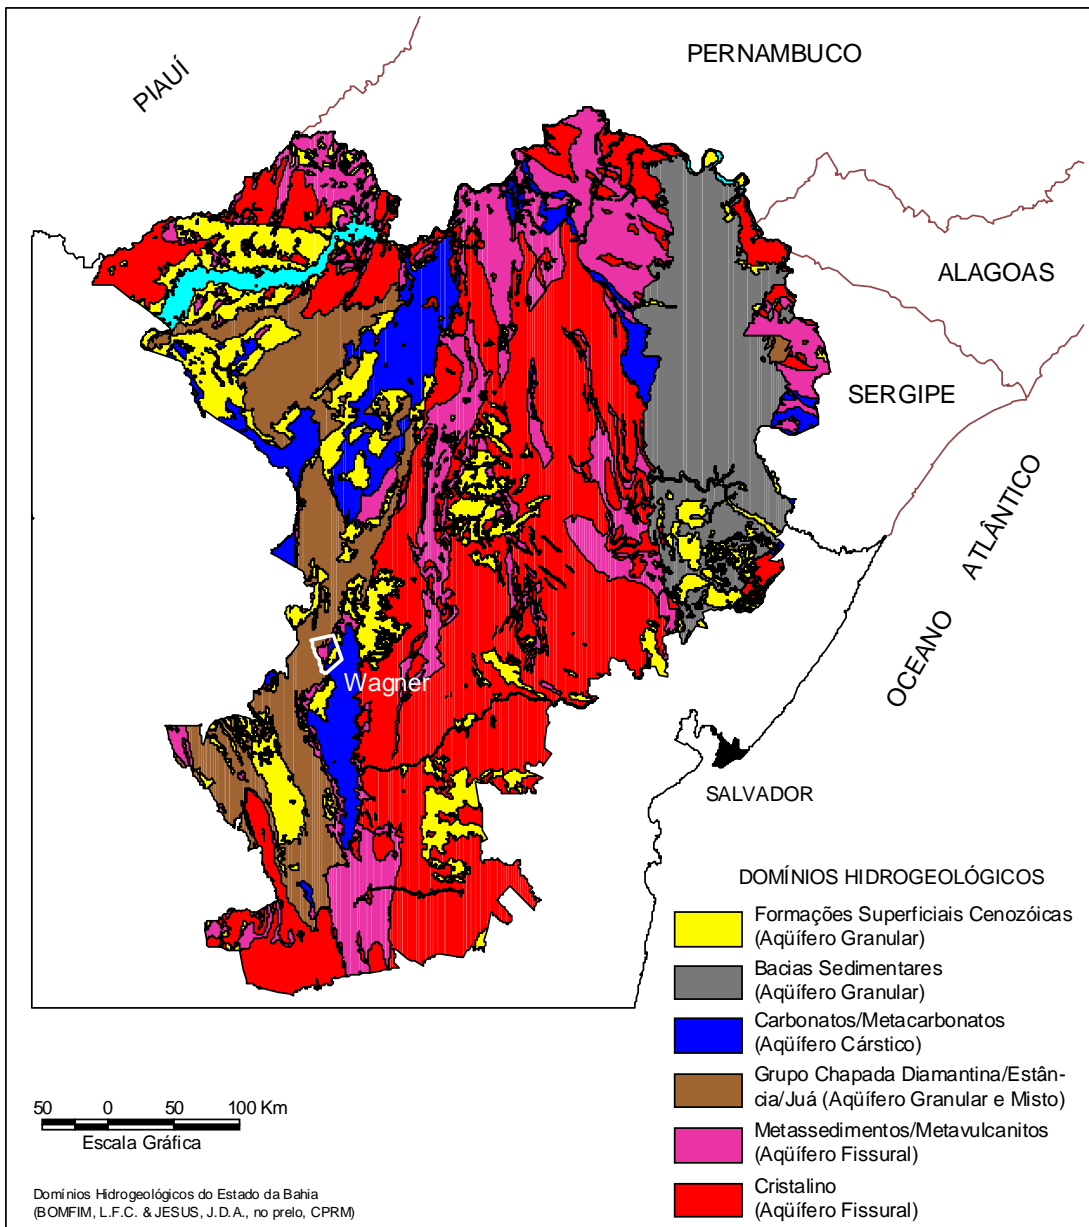 PIAUÍ
PERNAMBUCO
ALAGOAS
SERGIPE
OCEANO ATLÂNTICO
Wagner
SALVADOR
DOMÍNIOS HIDROGEOLÓGICOS
Formações Superficiais Cenozóicas
(Aqüífero Granular)
Bacias Sedimentares
(Aqüífero Granular)
Carbonatos/Metacarbonatos
(Aqüífero Cárstico)
Grupo Chapada Diamantina/Estân-
cia/Juá (Aqüífero Granular e Misto)
Metassedimentos/Metavulcanitos
(Aqüífero Fissural)
Cristalino
(Aqüífero Fissural)
50 0 50 100 Km
Escala Gráfica
Domínios Hidrogeológicos do Estado da Bahia
(BOMFIM, L.F.C. & JESUS, J.D.A., no prelo, CPRM)